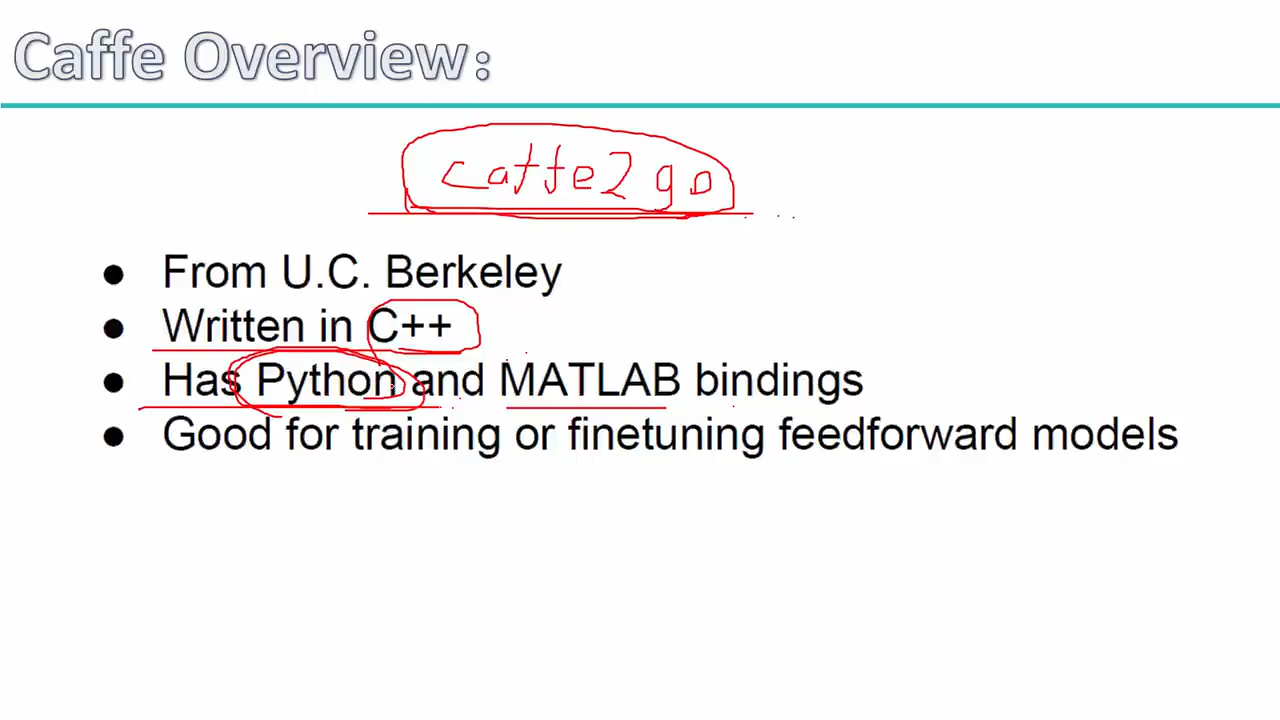 Caffe Overview：
caffe2go
● From U.C. Berkeley
● Written in C++
● Has Python and MATLAB bindings
● Good for training or finetuning feedforward models